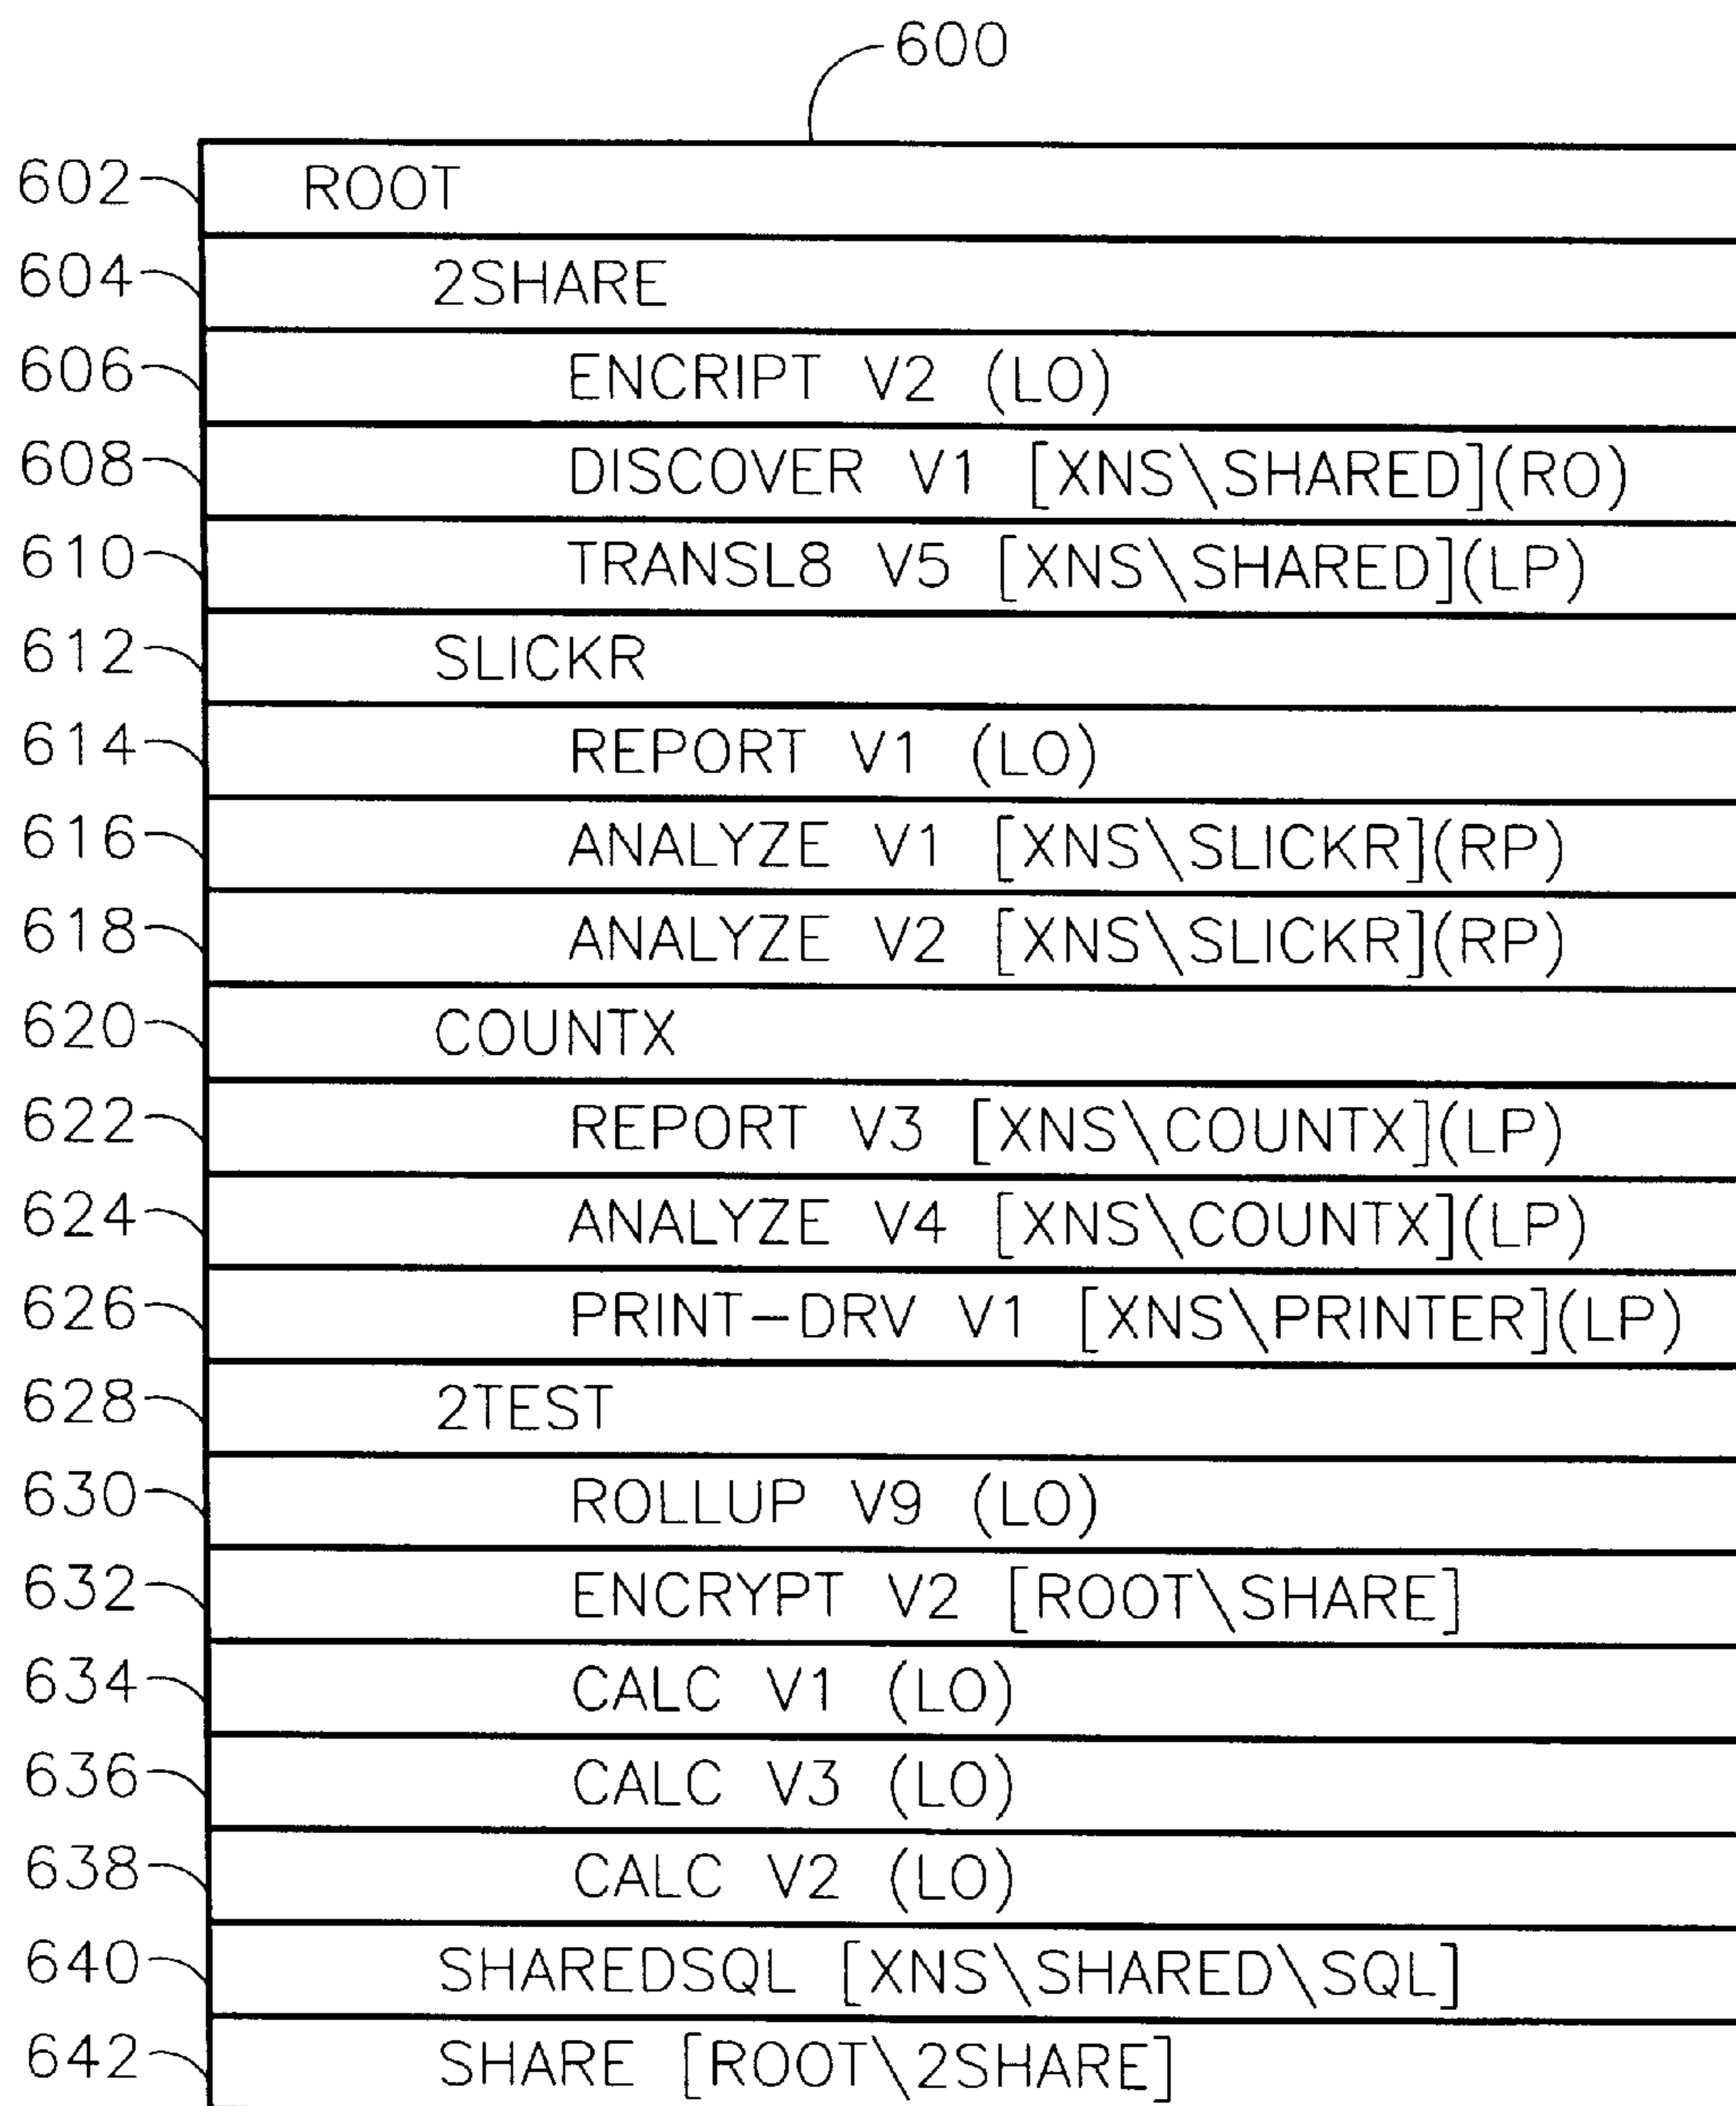 600
602 ROOT
604 2SHARE
606 ENCRIPT V2 (LO)
608 DISCOVER V1 [XNS\SHARED](RO)
610 TRANSL8 V5 [XNS\SHARED](LP)
612 SLICKR
614 REPORT V1 (LO)
616 ANALYZE V1 [XNS\SLICKR](RP)
618 ANALYZE V2 [XNS\SLICKR](RP)
620 COUNTX
622 REPORT V3 [XNS\COUNTX](LP)
624 ANALYZE V4 [XNS\COUNTX](LP)
626 PRINT-DRV V1 [XNS\PRINTER](LP)
628 2TEST
630 ROLLUP V9 (LO)
632 ENCRYPT V2 [ROOT\SHARE]
634 CALC V1 (LO)
636 CALC V3 (LO)
638 CALC V2 (LO)
640 SHAREDSQL [XNS\SHARED\SQL]
642 SHARE [ROOT\2SHARE]